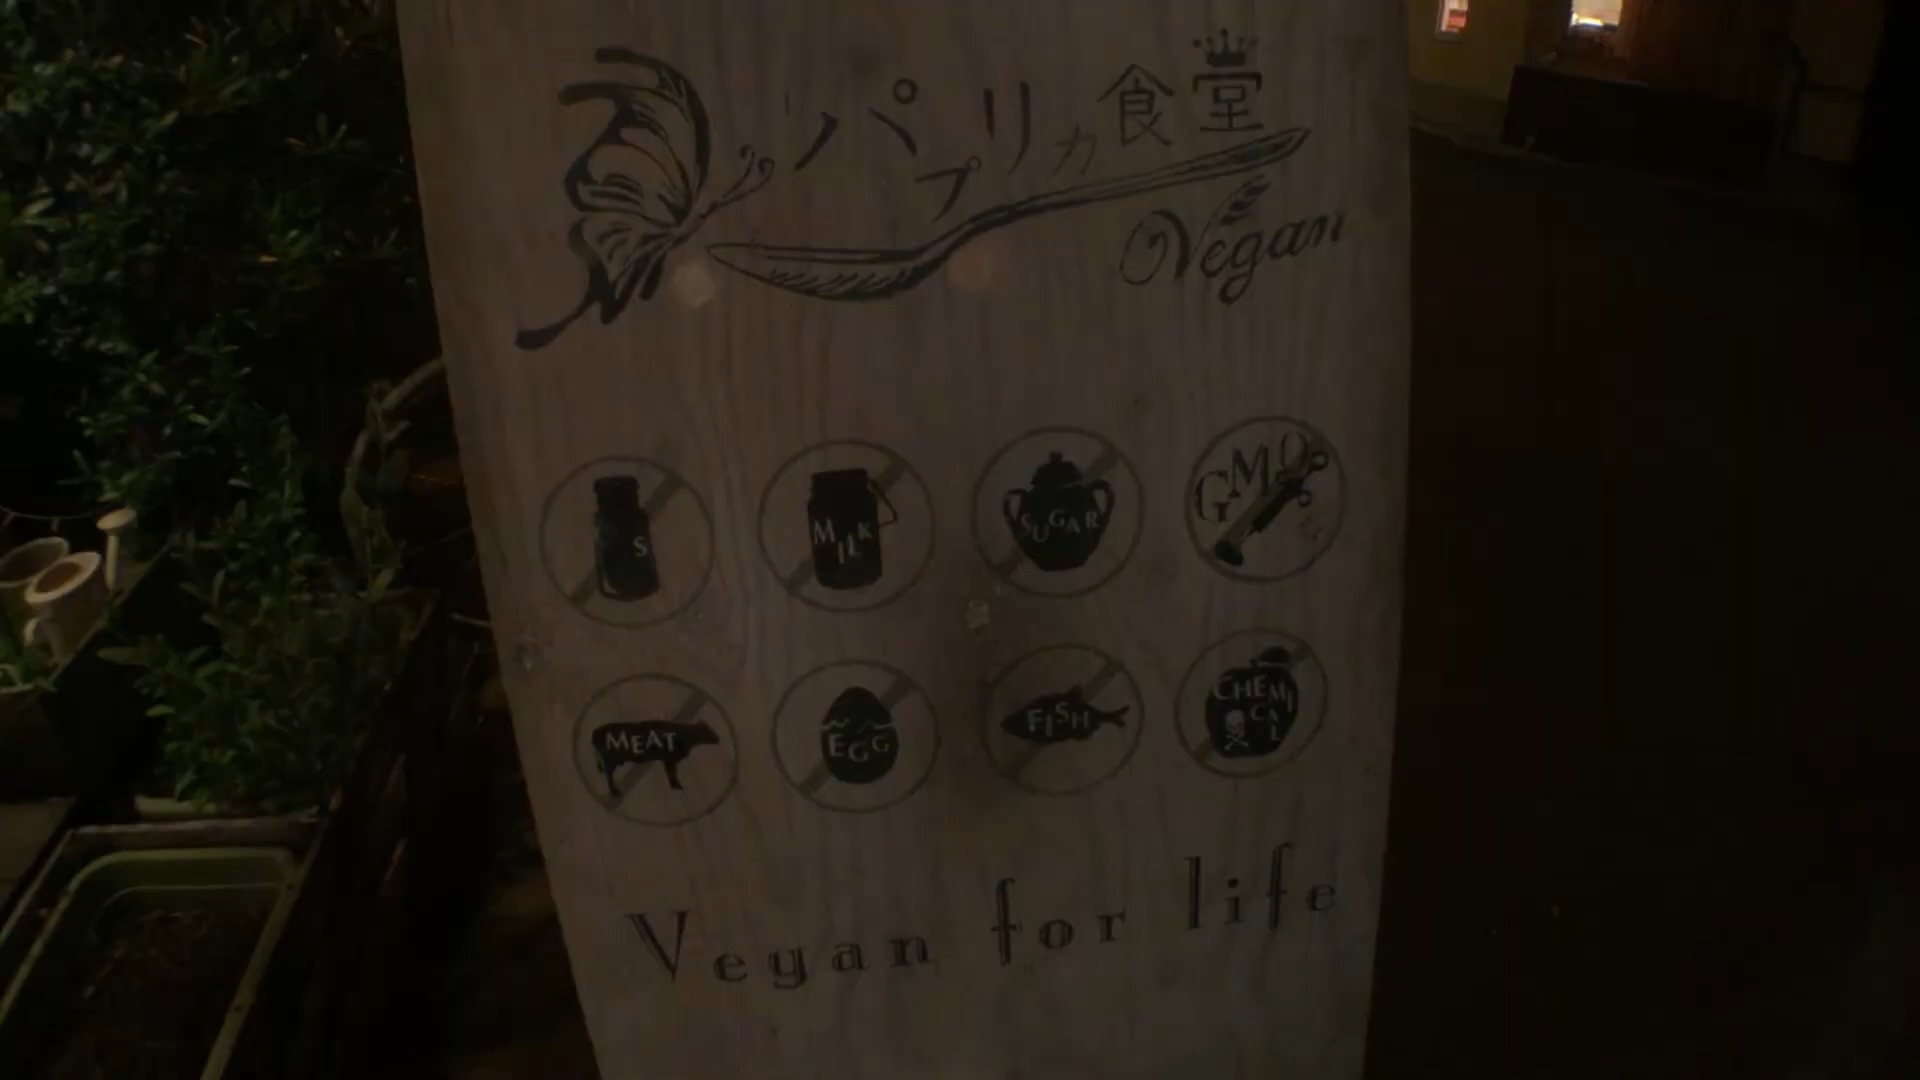 パプリカ食堂
Vegan
S
MILK
SUGAR
GMO
MEAT
EGG
FISH
CHEMICAL
Vegan for life